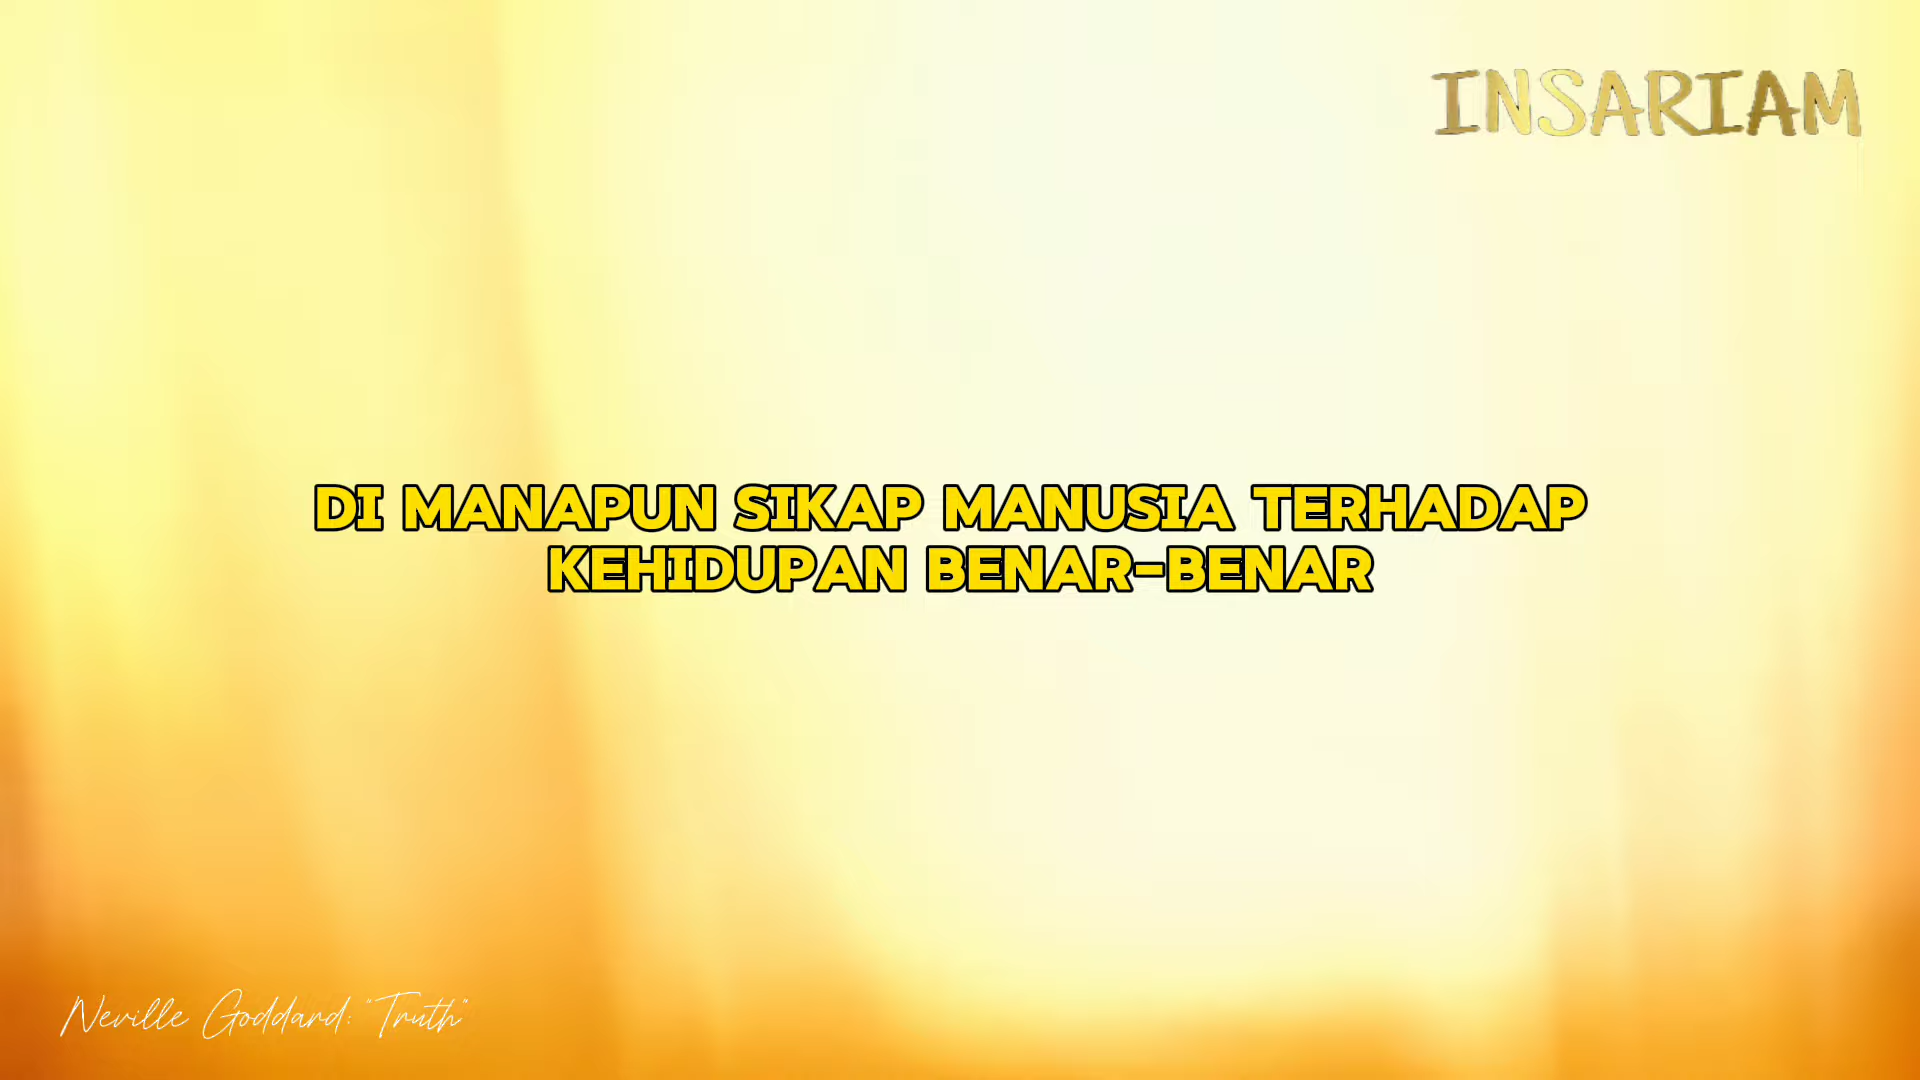 INSARIAM
DI MANAPUN SIKAP MANUSIA TERHADAP
KEHIDUPAN BENAR-BENAR
Neville Goddard: "Truth"